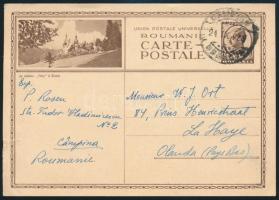 UNION POSTALE UNIVERSELLE
ROUMANIE
CARTE
POSTALE
Exp.
P. Rosen
Str. Tudor Vladimirescu
No 2
Câmpina
Roumanie
Monsieur W. J. Ort
84, Prins Hendrikstraat
La Haye
Olanda (Pays Bas)